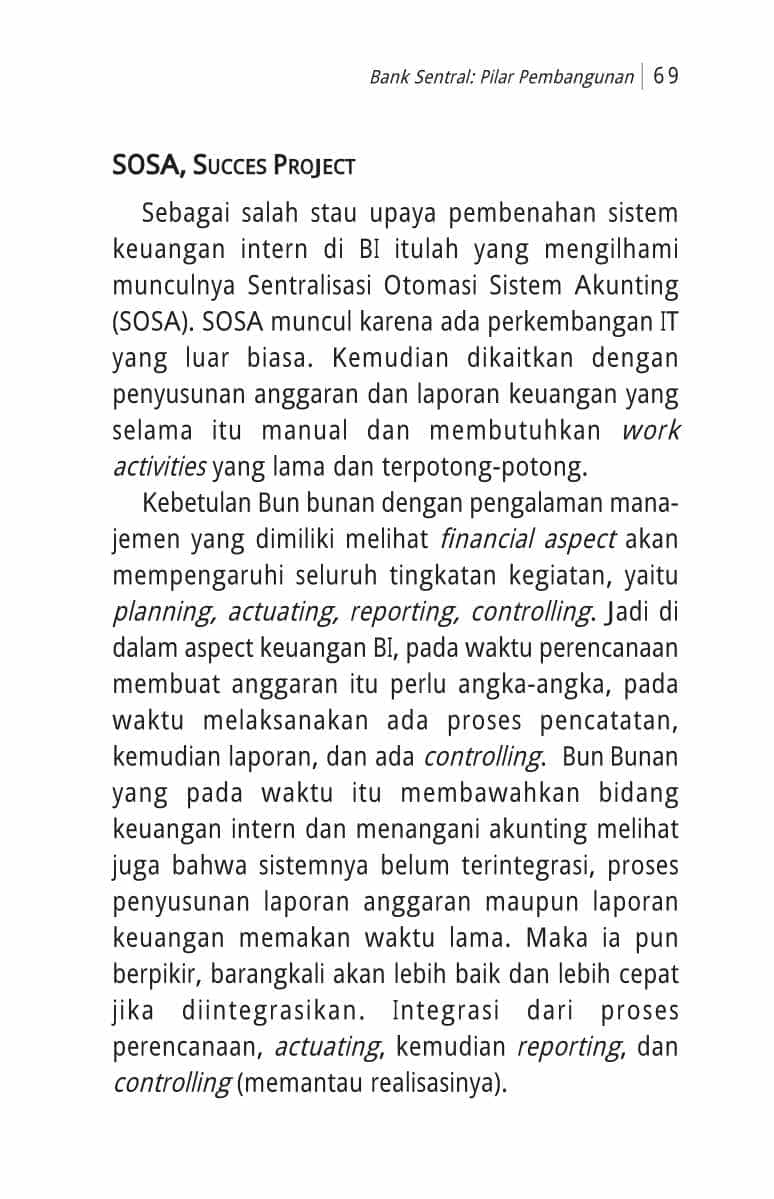 Bank Sentral: Pilar Pembangunan | 69
SOSA, SUCCES PROJECT
Sebagai salah stau upaya pembenahan sistem
keuangan intern di BI itulah yang mengilhami
munculnya Sentralisasi Otomasi Sistem Akunting
(SOSA). SOSA muncul karena ada perkembangan IT
yang luar biasa. Kemudian dikaitkan dengan
penyusunan anggaran dan laporan keuangan yang
selama itu manual dan membutuhkan work
activities yang lama dan terpotong-potong.
Kebetulan Bun bunan dengan pengalaman mana-
jemen yang dimiliki melihat financial aspect akan
mempengaruhi seluruh tingkatan kegiatan, yaitu
planning, actuating, reporting, controlling. Jadi di
dalam aspect keuangan BI, pada waktu perencanaan
membuat anggaran itu perlu angka-angka, pada
waktu melaksanakan ada proses pencatatan,
kemudian laporan, dan ada controlling. Bun Bunan
yang pada waktu itu membawahkan bidang
keuangan intern dan menangani akunting melihat
juga bahwa sistemnya belum terintegrasi, proses
penyusunan laporan anggaran maupun laporan
keuangan memakan waktu lama. Maka ia pun
berpikir, barangkali akan lebih baik dan lebih cepat
jika diintegrasikan. Integrasi dari proses
perencanaan, actuating, kemudian reporting, dan
controlling (memantau realisasinya).